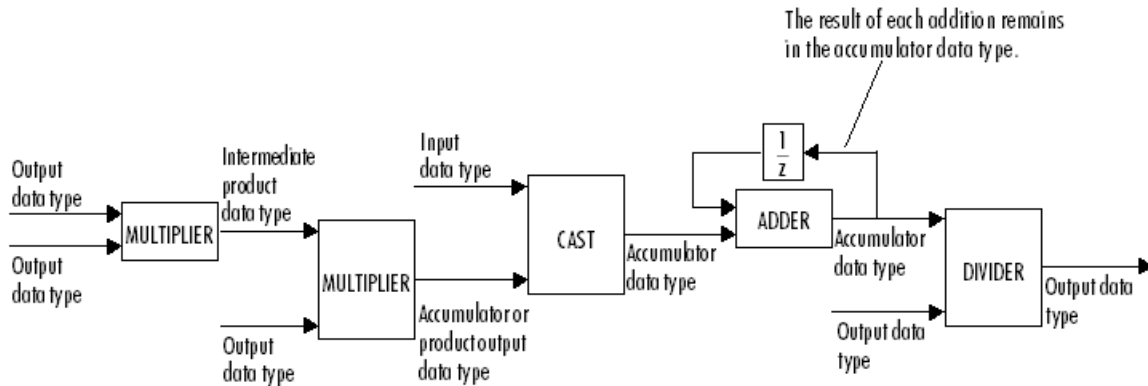 The result of each addition remains
in the accumulator data type.
Output
data type
Output
data type
MULTIPLIER
Intermediate
product
data type
Output
data type
MULTIPLIER
Input
data type
Accumulator or
product output
data type
CAST
Accumulator
data type
1
z
ADDER
Accumulator
data type
Output data
type
DIVIDER
Output data
type